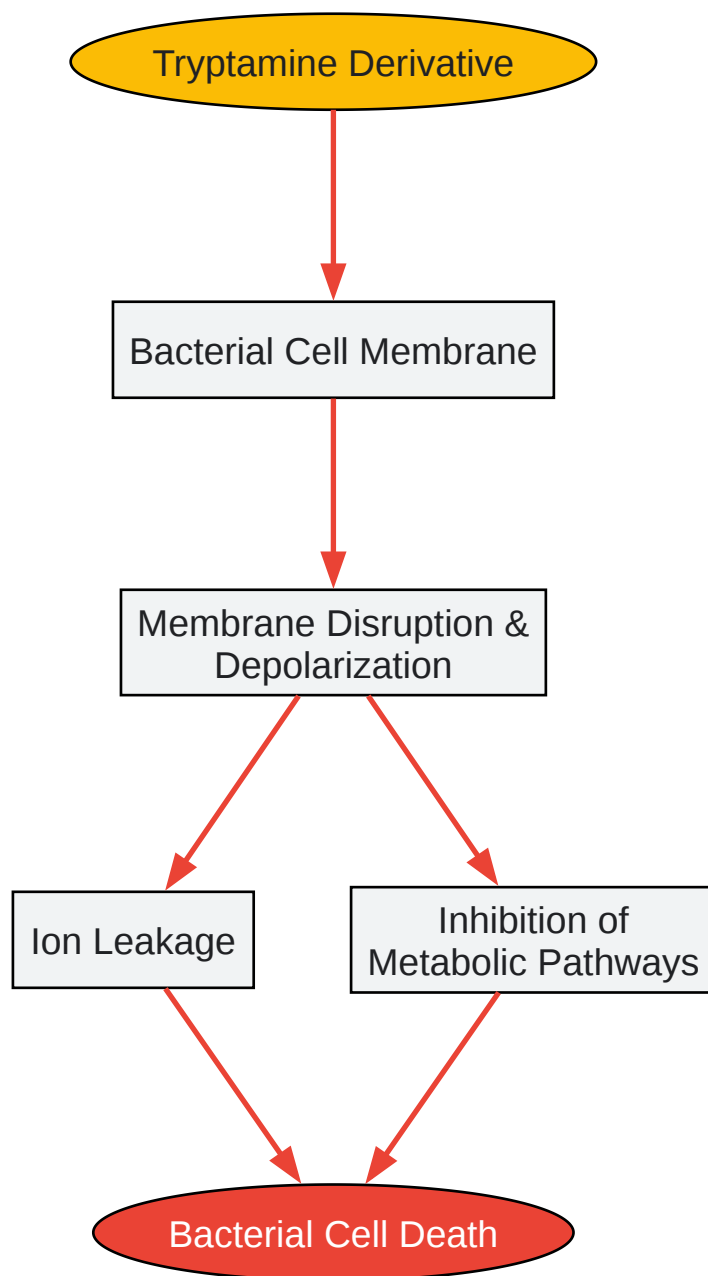 Tryptamine Derivative
Bacterial Cell Membrane
Membrane Disruption &
Depolarization
Ion Leakage
Inhibition of
Metabolic Pathways
Bacterial Cell Death